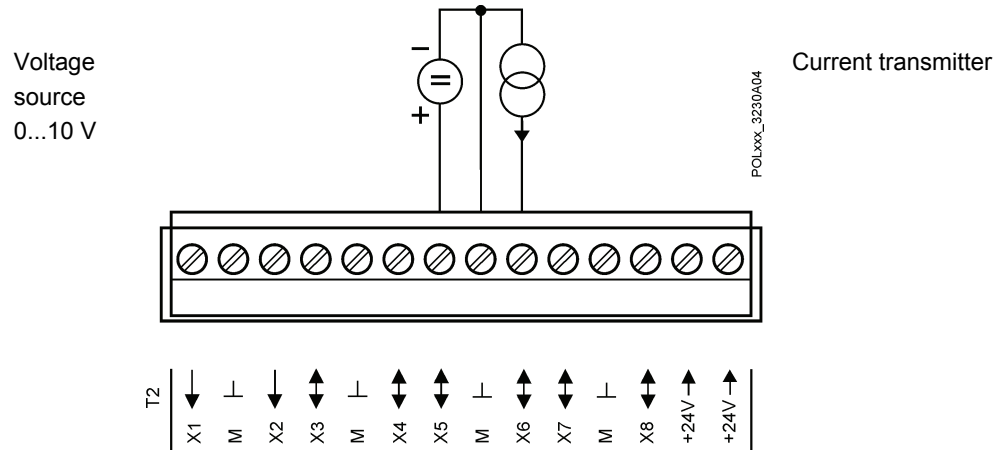 Voltage
source
0...10 V
−
=
+
Current transmitter
POLxxx_3230A04
T2
X1 M X2 X3 M X4 X5 M X6 X7 M X8 +24V +24V